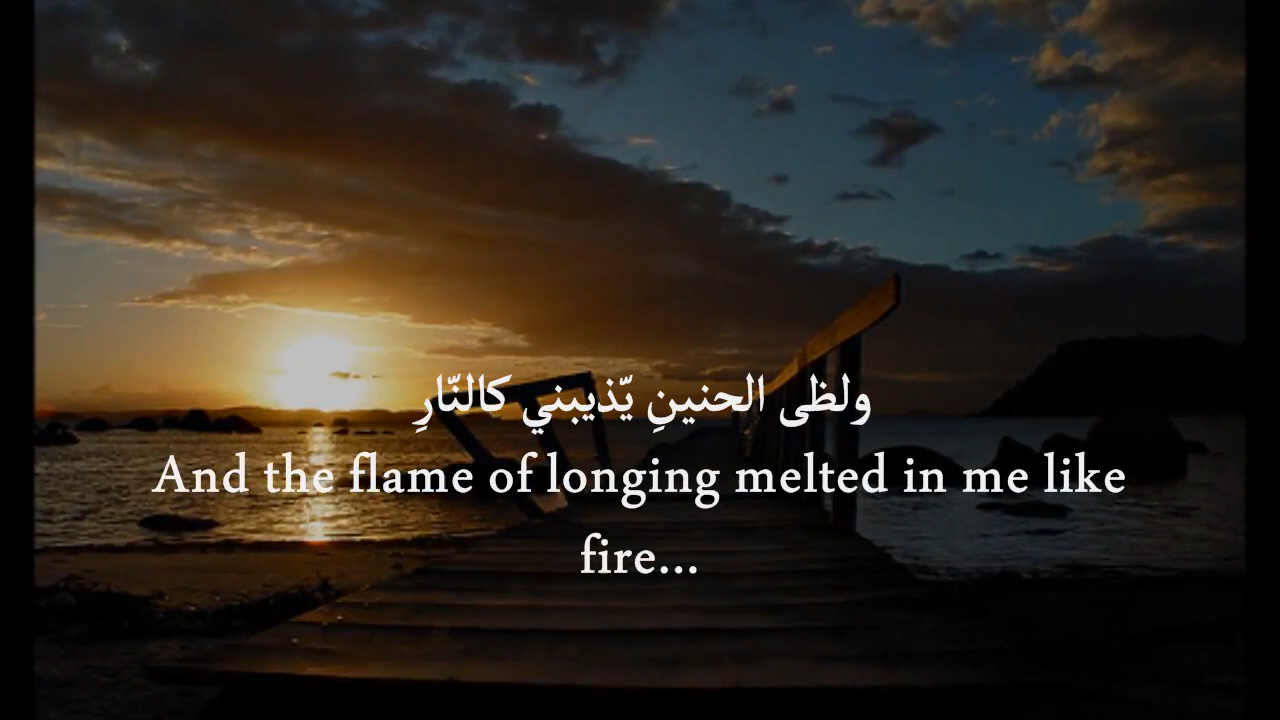 ولظى الحنينِ يّذيبني كالنّارِ
And the flame of longing melted in me like
fire...